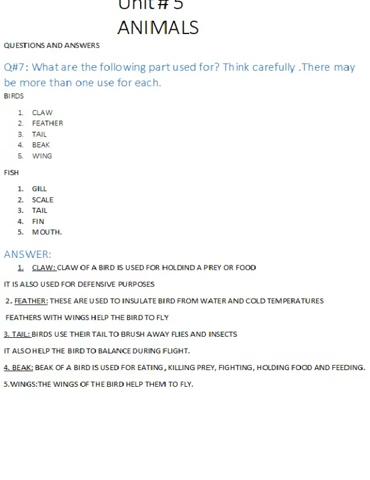 Unit # 5
ANIMALS
QUESTIONS AND ANSWERS
Q#7: What are the following part used for? Think carefully .There may
be more than one use for each.
BIRDS
1. CLAW
2. FEATHER
3. TAIL
4. BEAK
5. WING
FISH
1. GILL
2. SCALE
3. TAIL
4. FIN
5. MOUTH.
ANSWER:
1. CLAW: CLAW OF A BIRD IS USED FOR HOLDIND A PREY OR FOOD
IT IS ALSO USED FOR DEFENSIVE PURPOSES
2. FEATHER: THESE ARE USED TO INSULATE BIRD FROM WATER AND COLD TEMPERATURES
FEATHERS WITH WINGS HELP THE BIRD TO FLY
3. TAIL: BIRDS USE THEIR TAIL TO BRUSH AWAY FLIES AND INSECTS
IT ALSO HELP THE BIRD TO BALANCE DURING FLIGHT.
4. BEAK: BEAK OF A BIRD IS USED FOR EATING, KILLING PREY, FIGHTING, HOLDING FOOD AND FEEDING.
5.WINGS:THE WINGS OF THE BIRD HELP THEM TO FLY.